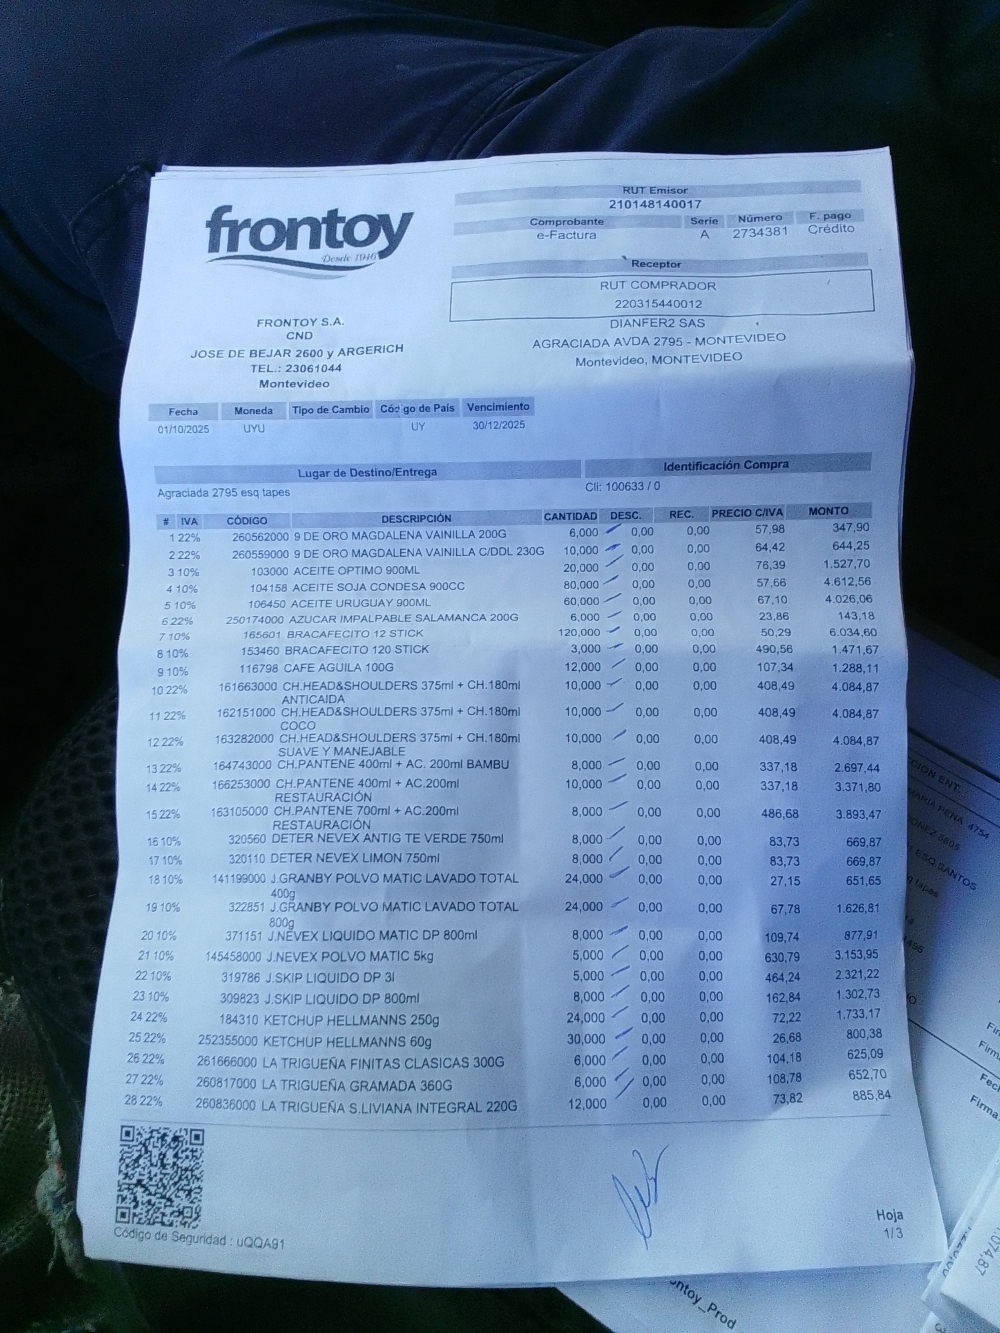 frontoy
Desde 1946
RUT Emisor
210148140017
Comprobante Serie Número F. pago
e-Factura A 2734381 Crédito
Receptor
RUT COMPRADOR
220315440012
DIANFER2 SAS
AGRACIADA AVDA 2795 - MONTEVIDEO
Montevideo, MONTEVIDEO
FRONTOY S.A.
CND
JOSE DE BEJAR 2600 y ARGERICH
TEL.: 23061044
Montevideo
Fecha Moneda Tipo de Cambio Código de País Vencimiento
01/10/2025 UYU UY 30/12/2025
Lugar de Destino/Entrega Identificación Compra
Agraciada 2795 esq tapes Cli: 100633 / 0
# IVA CÓDIGO DESCRIPCIÓN CANTIDAD DESC. REC. PRECIO C/IVA MONTO
1 22% 260562000 9 DE ORO MAGDALENA VAINILLA 200G 6,000 0,00 0,00 57,98 347,90
2 22% 260559000 9 DE ORO MAGDALENA VAINILLA C/DDL 230G 10,000 0,00 0,00 64,42 644,25
3 10% 103000 ACEITE OPTIMO 900ML 20,000 0,00 0,00 76,39 1.527,70
4 10% 104158 ACEITE SOJA CONDESA 900CC 80,000 0,00 0,00 57,66 4.612,56
5 10% 106450 ACEITE URUGUAY 900ML 60,000 0,00 0,00 67,10 4.026,06
6 22% 250174000 AZUCAR IMPALPABLE SALAMANCA 200G 6,000 0,00 0,00 23,86 143,18
7 10% 165601 BRACAFECITO 12 STICK 120,000 0,00 0,00 50,29 6.034,60
8 10% 153460 BRACAFECITO 120 STICK 3,000 0,00 0,00 490,56 1.471,67
9 10% 116798 CAFE AGUILA 100G 12,000 0,00 0,00 107,34 1.288,11
10 22% 161663000 CH.HEAD&SHOULDERS 375ml + CH.180ml 10,000 0,00 0,00 408,49 4.084,87
ANTICAIDA
11 22% 162151000 CH.HEAD&SHOULDERS 375ml + CH.180ml 10,000 0,00 0,00 408,49 4.084,87
COCO
12 22% 163282000 CH.HEAD&SHOULDERS 375ml + CH.180ml 10,000 0,00 0,00 408,49 4.084,87
SUAVE Y MANEJABLE
13 22% 164743000 CH.PANTENE 400ml + AC. 200ml BAMBU 8,000 0,00 0,00 337,18 2.697,44
14 22% 166253000 CH.PANTENE 400ml + AC.200ml 10,000 0,00 0,00 337,18 3.371,80
RESTAURACIÓN
15 22% 163105000 CH.PANTENE 700ml + AC.200ml 8,000 0,00 0,00 486,68 3.893,47
RESTAURACIÓN
16 10% 320560 DETER NEVEX ANTIG TE VERDE 750ml 8,000 0,00 0,00 83,73 669,87
17 10% 320110 DETER NEVEX LIMON 750ml 8,000 0,00 0,00 83,73 669,87
18 10% 141199000 J.GRANBY POLVO MATIC LAVADO TOTAL 24,000 0,00 0,00 27,15 651,65
400g
19 10% 322851 J.GRANBY POLVO MATIC LAVADO TOTAL 24,000 0,00 0,00 67,78 1.626,81
800g
20 10% 371151 J.NEVEX LIQUIDO MATIC DP 800ml 8,000 0,00 0,00 109,74 877,91
21 10% 145458000 J.NEVEX POLVO MATIC 5kg 5,000 0,00 0,00 630,79 3.153,95
22 10% 319786 J.SKIP LIQUIDO DP 3l 5,000 0,00 0,00 464,24 2.321,22
23 10% 309823 J.SKIP LIQUIDO DP 800ml 8,000 0,00 0,00 162,84 1.302,73
24 22% 184310 KETCHUP HELLMANNS 250g 24,000 0,00 0,00 72,22 1.733,17
25 22% 252355000 KETCHUP HELLMANNS 60g 30,000 0,00 0,00 26,68 800,38
26 22% 261666000 LA TRIGUEÑA FINITAS CLASICAS 300G 6,000 0,00 0,00 104,18 625,09
27 22% 260817000 LA TRIGUEÑA GRAMADA 360G 6,000 0,00 0,00 108,78 652,70
28 22% 260836000 LA TRIGUEÑA S.LIVIANA INTEGRAL 220G 12,000 0,00 0,00 73,82 885,84
Código de Seguridad : uQQA91
Hoja
1/3
ENT.
MARIA PENA 4754
ESQ SANTOS
tapes
Firma
Firma